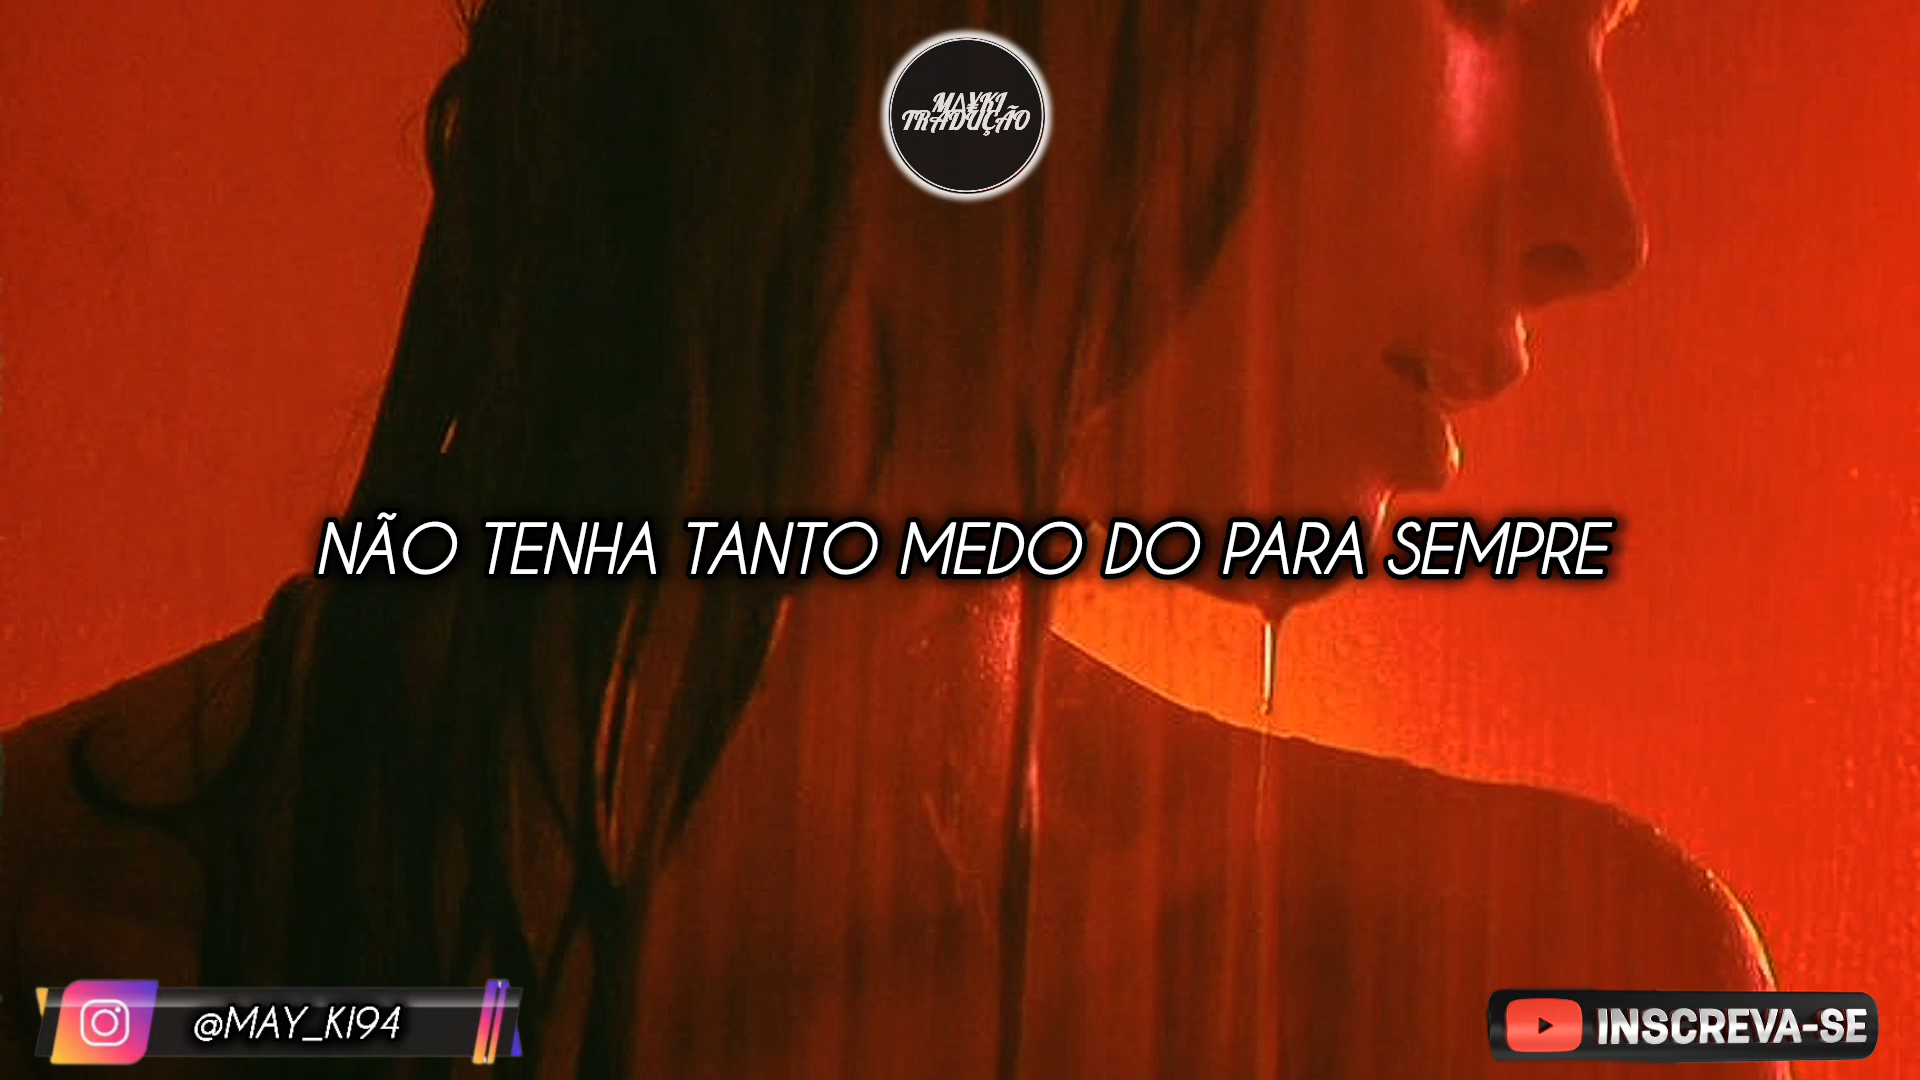 MAYKI
TRADUÇÃO
NÃO TENHA TANTO MEDO DO PARA SEMPRE
@MAY_KI94
INSCREVA-SE